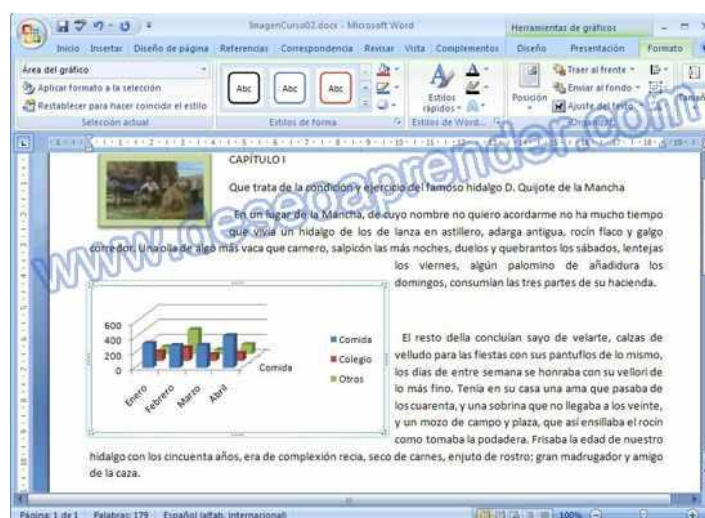 ImagenCurso02.docx - Microsoft Word
Herramientas de gráficos
Inicio Insertar Diseño de página Referencias Correspondencia Revisar Vista Complementos Diseño Presentación Formato
Área del gráfico
Aplicar formato a la selección
Restablecer para hacer coincidir el estilo
Selección actual
Abc Abc Abc
Estilos de forma
Estilos rápidos
Estilos de Word...
Posición
Traer al frente
Enviar al fondo
Ajuste del texto
Organizar
Tamañ
www.deseoaprender.com
CAPÍTULO I
Que trata de la condición y ejercicio del famoso hidalgo D. Quijote de la Mancha
En un lugar de la Mancha, de cuyo nombre no quiero acordarme no ha mucho tiempo
que vivía un hidalgo de los de lanza en astillero, adarga antigua, rocín flaco y galgo
corredor. Una olla de algo más vaca que carnero, salpicón las más noches, duelos y quebrantos los sábados, lentejas
los viernes, algún palomino de añadidura los
domingos, consumían las tres partes de su hacienda.
600
400
200
0
Enero
Febrero
Marzo
Abril
Comida
Comida
Colegio
Otros
El resto della concluían sayo de velarte, calzas de
velludo para las fiestas con sus pantuflos de lo mismo,
los días de entre semana se honraba con su vellori de
lo más fino. Tenía en su casa una ama que pasaba de
los cuarenta, y una sobrina que no llegaba a los veinte,
y un mozo de campo y plaza, que así ensillaba el rocín
como tomaba la podadera. Frisaba la edad de nuestro
hidalgo con los cincuenta años, era de complexión recia, seco de carnes, enjuto de rostro; gran madrugador y amigo
de la caza.
Página: 1 de 1 Palabras: 179 Español (alfab. internacional) 100%